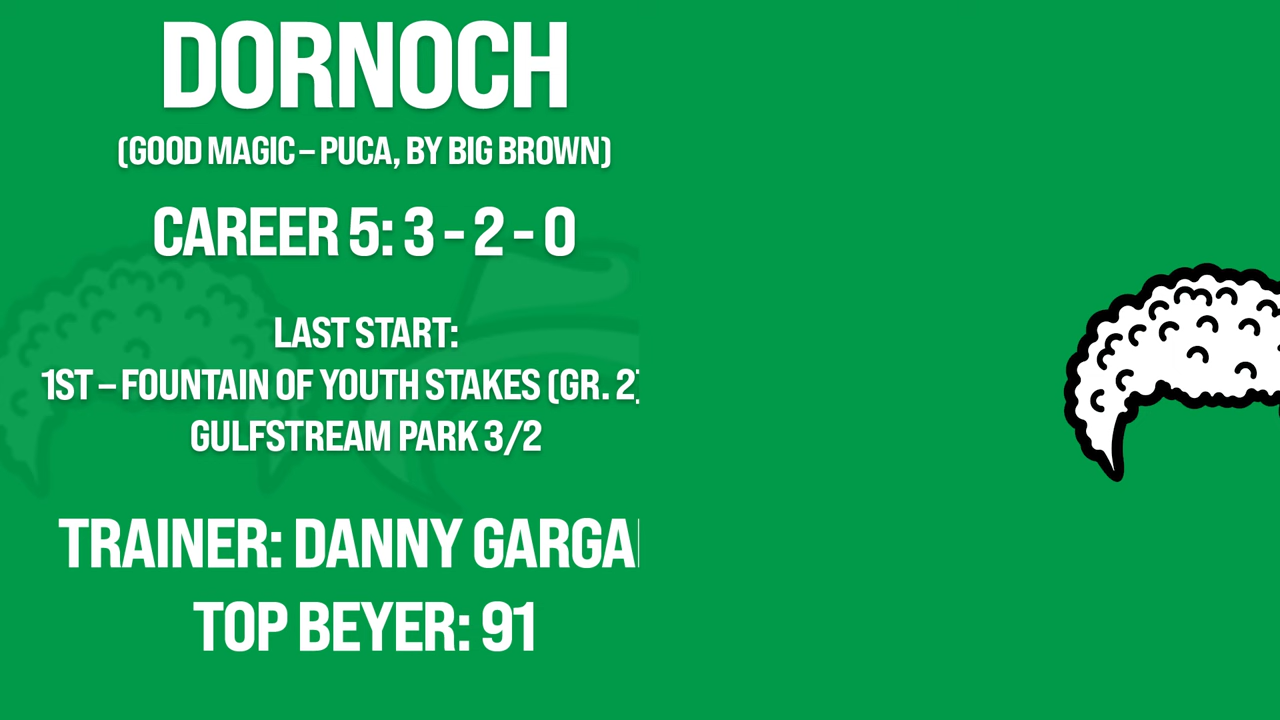 DORNOCH
(GOOD MAGIC – PUCA, BY BIG BROWN)
CAREER 5: 3 - 2 - 0
LAST START:
1ST – FOUNTAIN OF YOUTH STAKES (GR. 2)
GULFSTREAM PARK 3/2
TRAINER: DANNY
TOP BEYER: 91